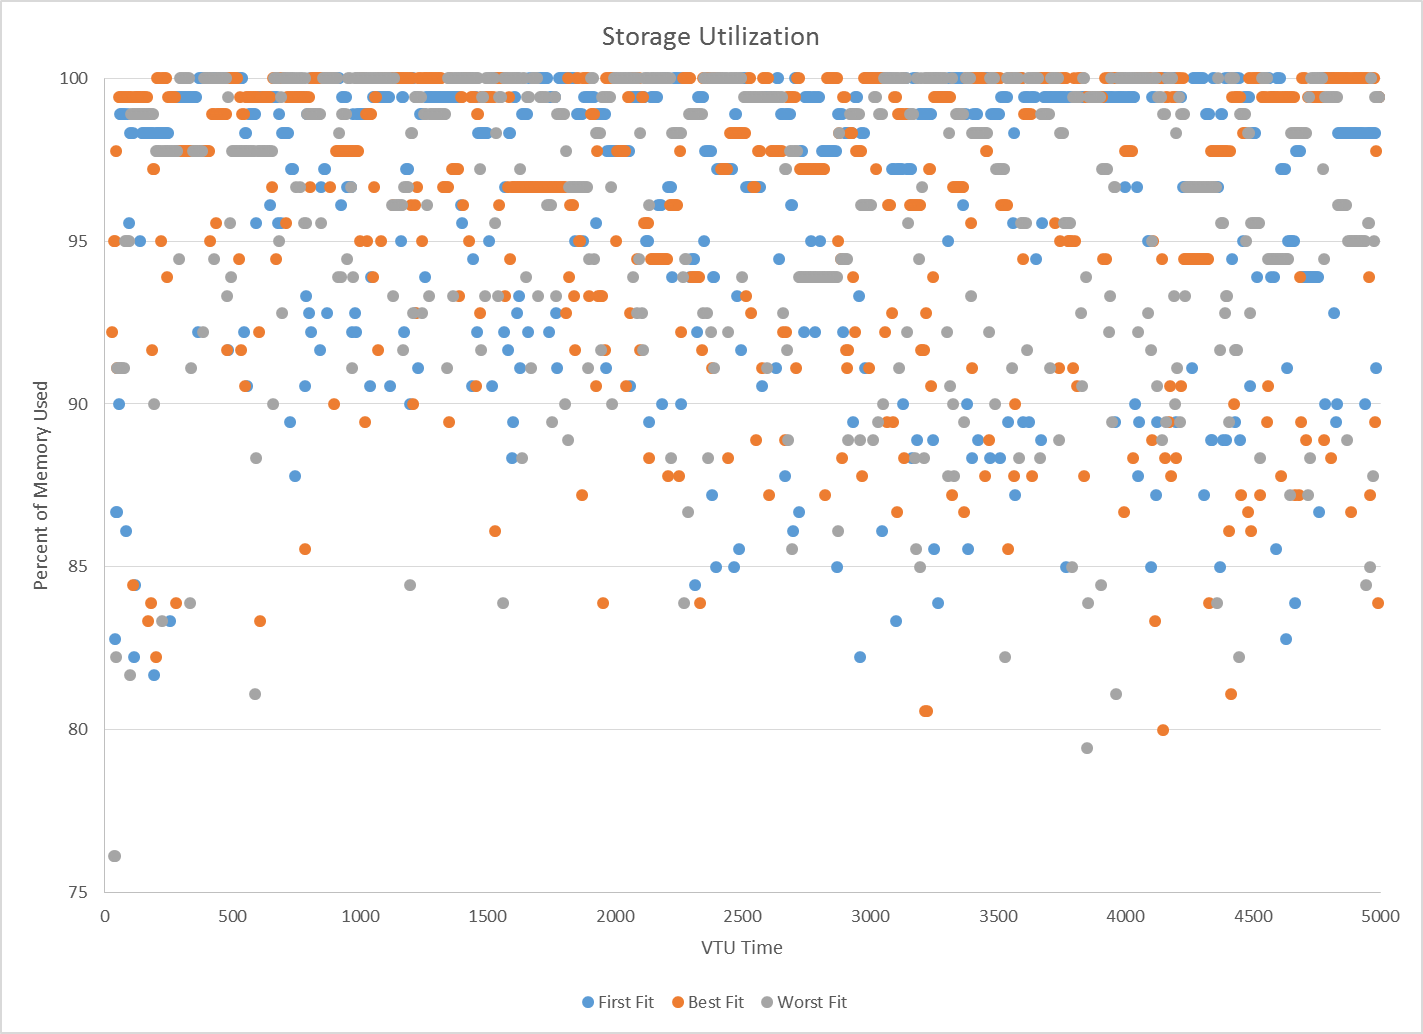 Storage Utilization
100
95
90
85
80
75
Percent of Memory Used
0 500 1000 1500 2000 2500 3000 3500 4000 4500 5000
VTU Time
First Fit Best Fit Worst Fit